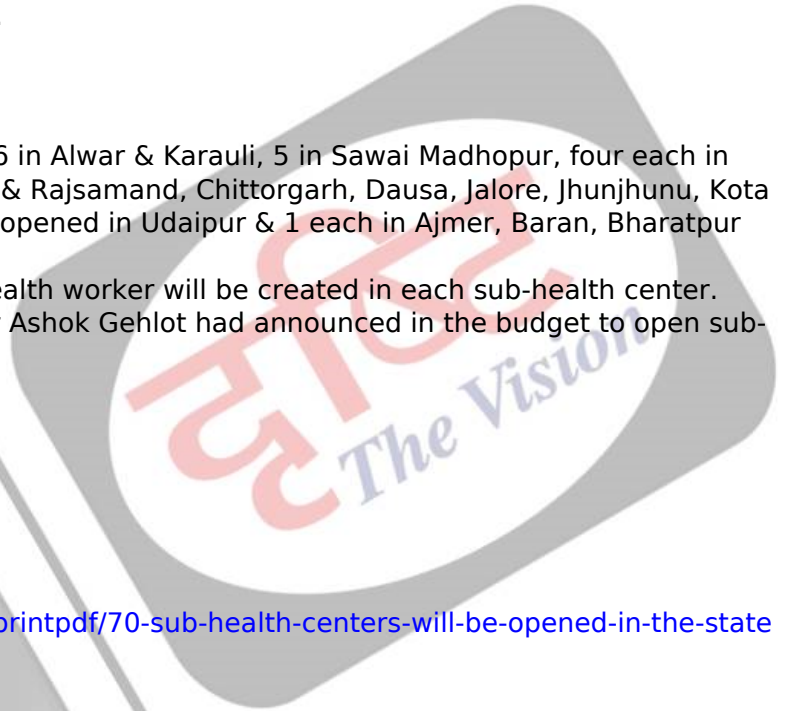 6 in Alwar & Karauli, 5 in Sawai Madhopur, four each in
& Rajsamand, Chittorgarh, Dausa, Jalore, Jhunjhunu, Kota
opened in Udaipur & 1 each in Ajmer, Baran, Bharatpur
ealth worker will be created in each sub-health center.
Ashok Gehlot had announced in the budget to open sub-
दृष्टि
The Vision
printpdf/70-sub-health-centers-will-be-opened-in-the-state